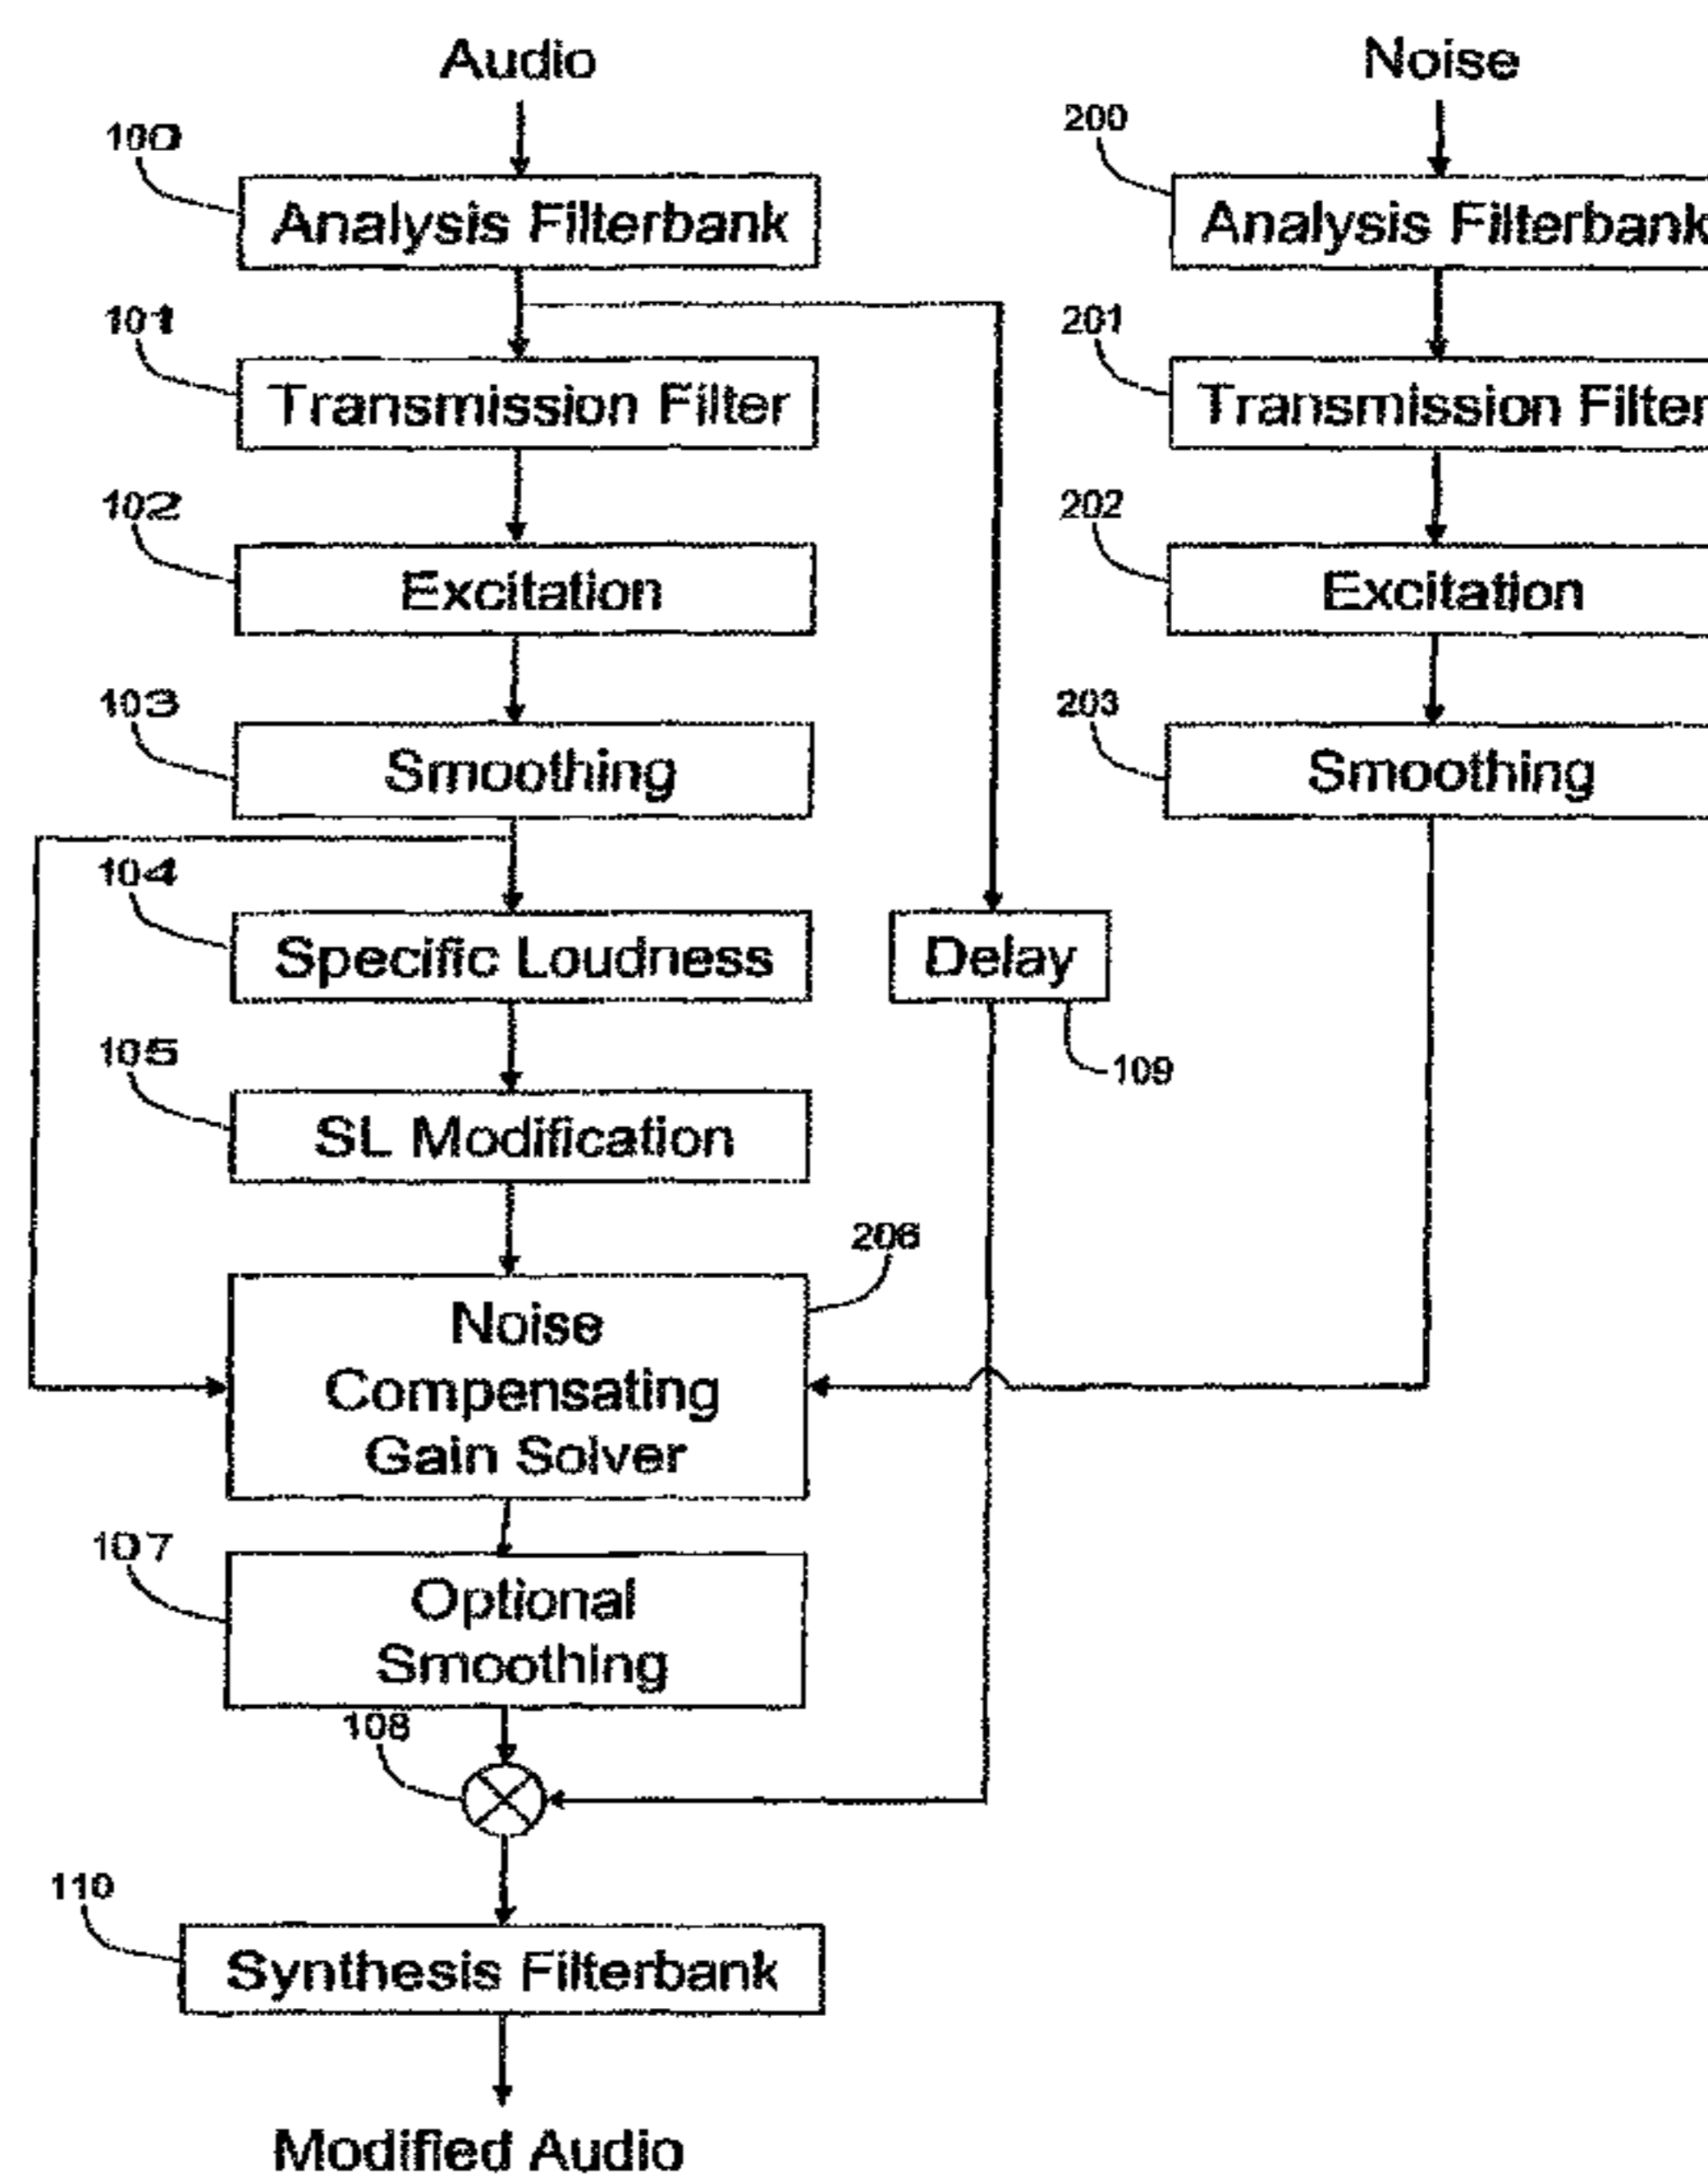 Audio
100
Analysis Filterbank
101
Transmission Filter
102
Excitation
103
Smoothing
104
Specific Loudness
105
SL Modification
206
Noise
Compensating
Gain Solver
107
Optional
Smoothing
108
110
Synthesis Filterbank
Modified Audio
Delay
109
Noise
200
Analysis Filterbank
201
Transmission Filter
202
Excitation
203
Smoothing